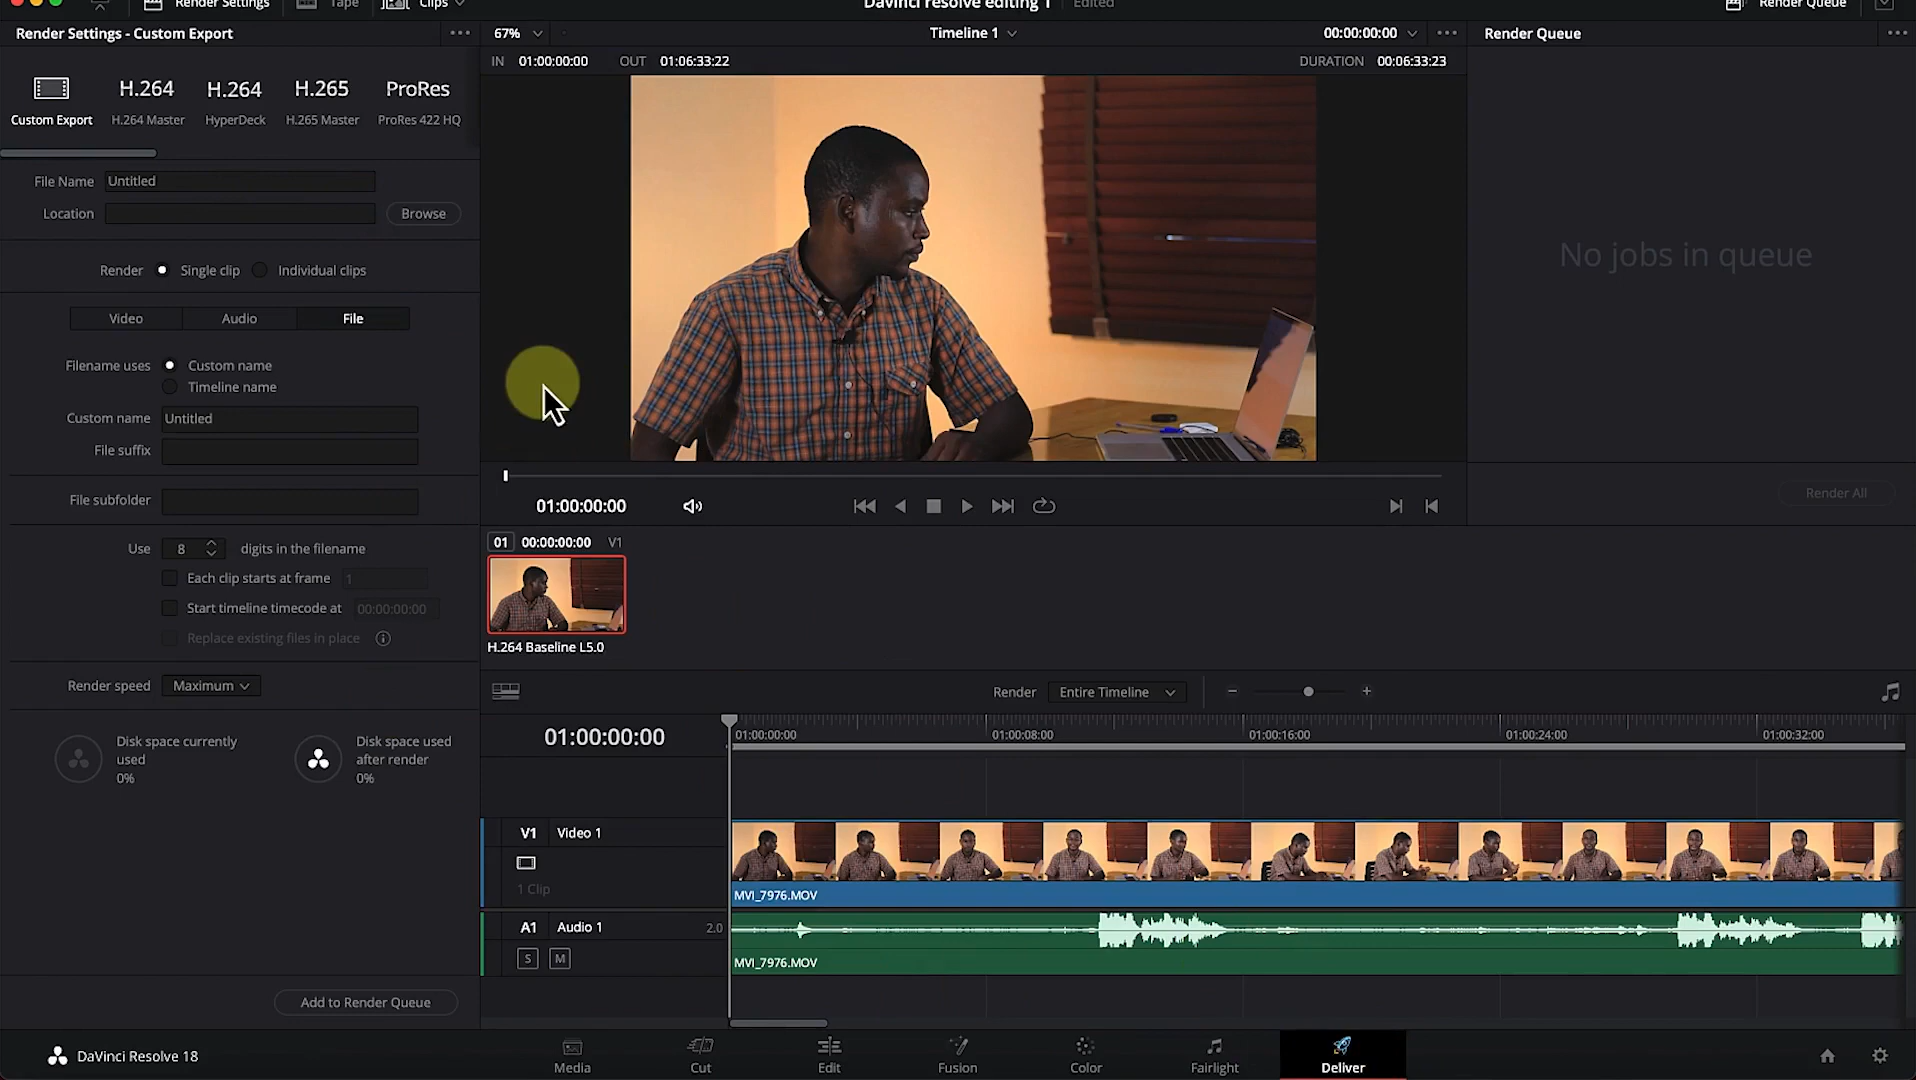 Render Settings
Tape
Clips
Davinci resolve editing 1
Edited
Render Queue
Render Settings - Custom Export
67%
Timeline 1
00:00:00:00
Render Queue
IN 01:00:00:00 OUT 01:06:33:22
DURATION 00:06:33:23
H.264 H.264 H.265 ProRes
Custom Export H.264 Master HyperDeck H.265 Master ProRes 422 HQ
File Name Untitled
Location Browse
Render Single clip Individual clips
Video Audio File
Filename uses Custom name
Timeline name
Custom name Untitled
File suffix
File subfolder
Use 8 digits in the filename
Each clip starts at frame 1
Start timeline timecode at 00:00:00:00
Replace existing files in place
Render speed Maximum
Disk space currently used 0%
Disk space used after render 0%
Add to Render Queue
No jobs in queue
Render All
01:00:00:00
01 00:00:00:00 V1
H.264 Baseline L5.0
Render Entire Timeline
01:00:00:00
01:00:00:00 01:00:08:00 01:00:16:00 01:00:24:00 01:00:32:00
V1 Video 1
1 Clip
MVI_7976.MOV
A1 Audio 1 2.0
S M
MVI_7976.MOV
DaVinci Resolve 18
Media Cut Edit Fusion Color Fairlight Deliver